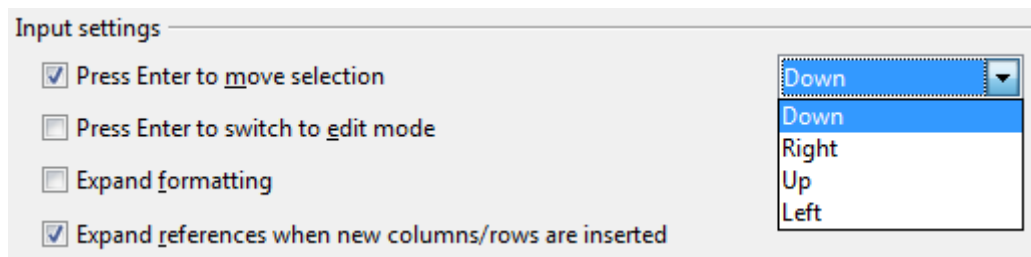 Input settings
Press Enter to move selection
Down
Down
Press Enter to switch to edit mode
Right
Expand formatting
Up
Left
Expand references when new columns/rows are inserted